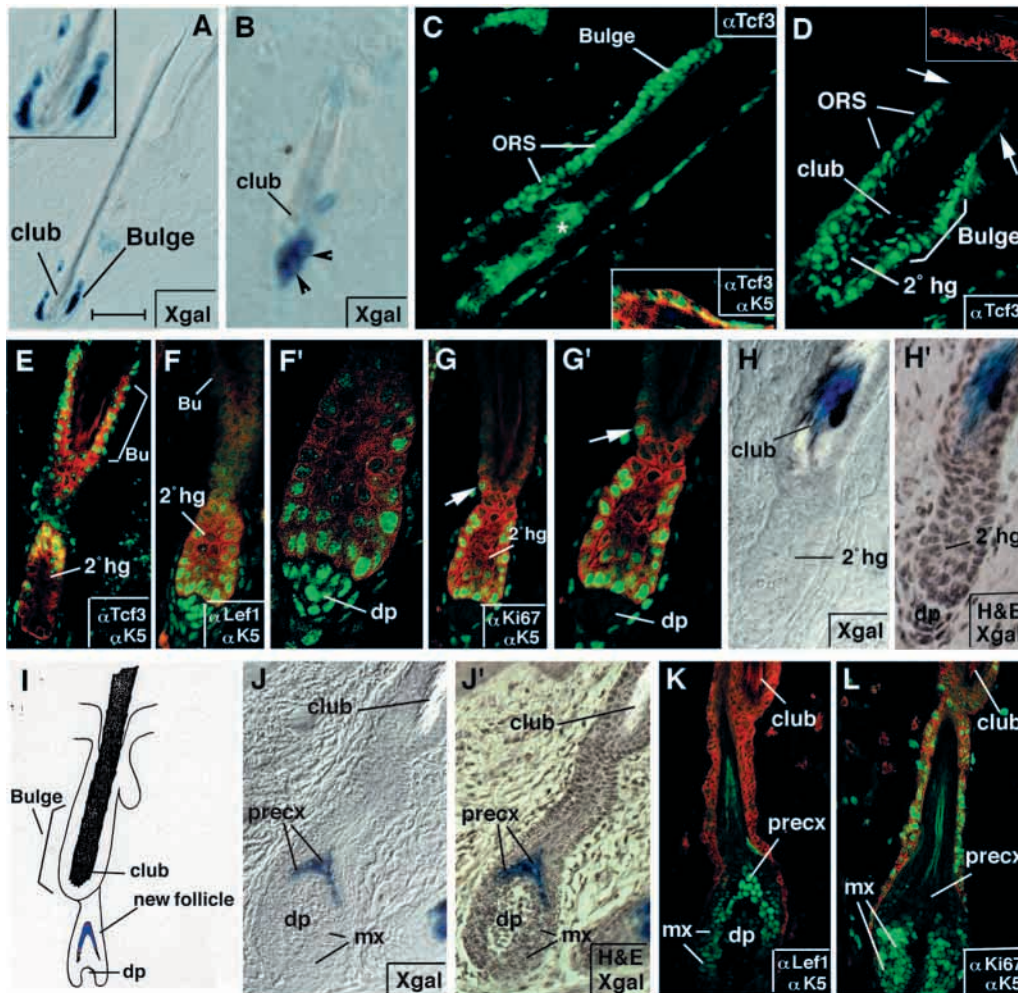 A
club
Bulge
Xgal
B
club
Xgal
C
αTcf3
Bulge
ORS
*
αTcf3
αK5
D
ORS
club
Bulge
2° hg
αTcf3
E
Bu
Bu
2° hg
αTcf3
αK5
F
Bu
2° hg
αLef1
αK5
F'
dp
G
2° hg
αKi67
αK5
G'
dp
H
club
2° hg
Xgal
H'
2° hg
dp
H&E
Xgal
I
Bulge
club
new follicle
dp
J
club
precx
dp
mx
Xgal
J'
club
precx
dp
mx
H&E
Xgal
K
club
precx
dp
mx
αLef1
αK5
L
club
precx
mx
αKi67
αK5